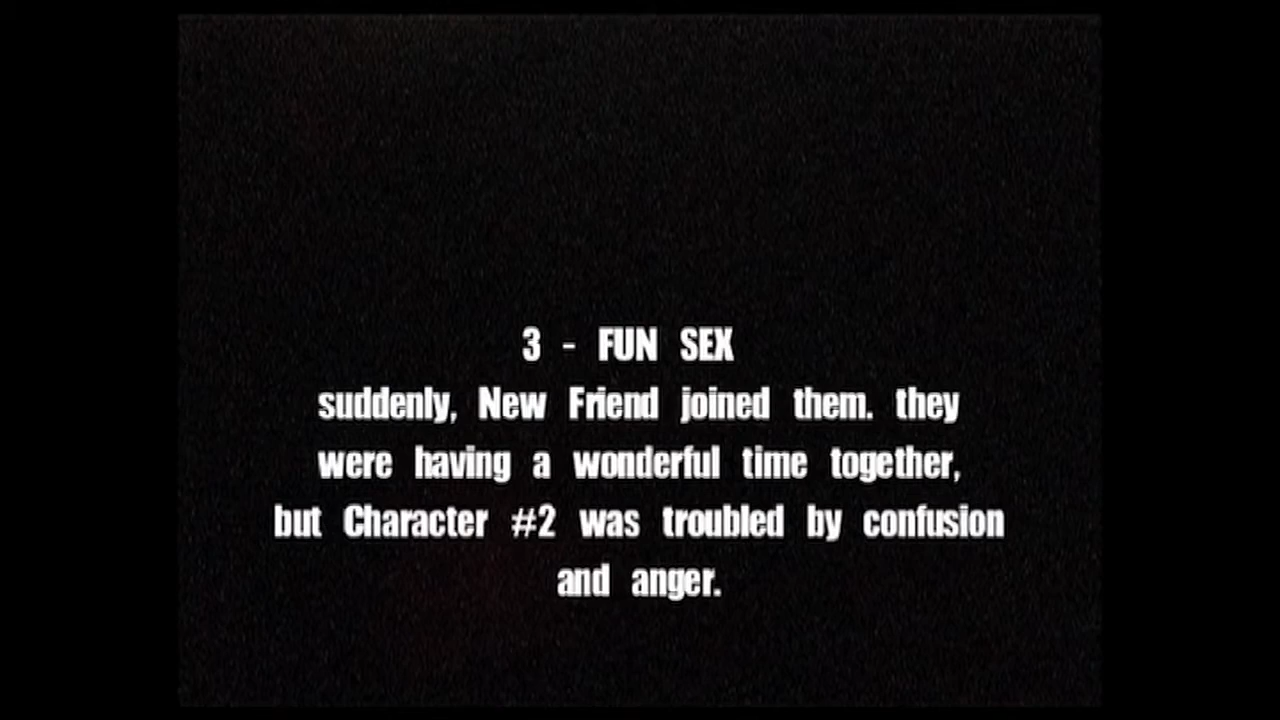 3 - FUN SEX
suddenly, New Friend joined them. they
were having a wonderful time together,
but Character #2 was troubled by confusion
and anger.